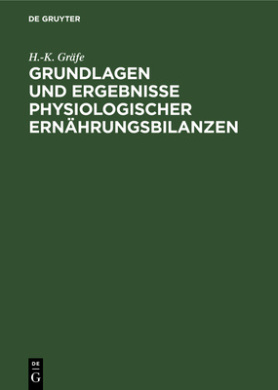 DE GRUYTER
H.-K. Gräfe
GRUNDLAGEN
UND ERGEBNISSE
PHYSIOLOGISCHER
ERNÄHRUNGSBILANZEN
DE
G